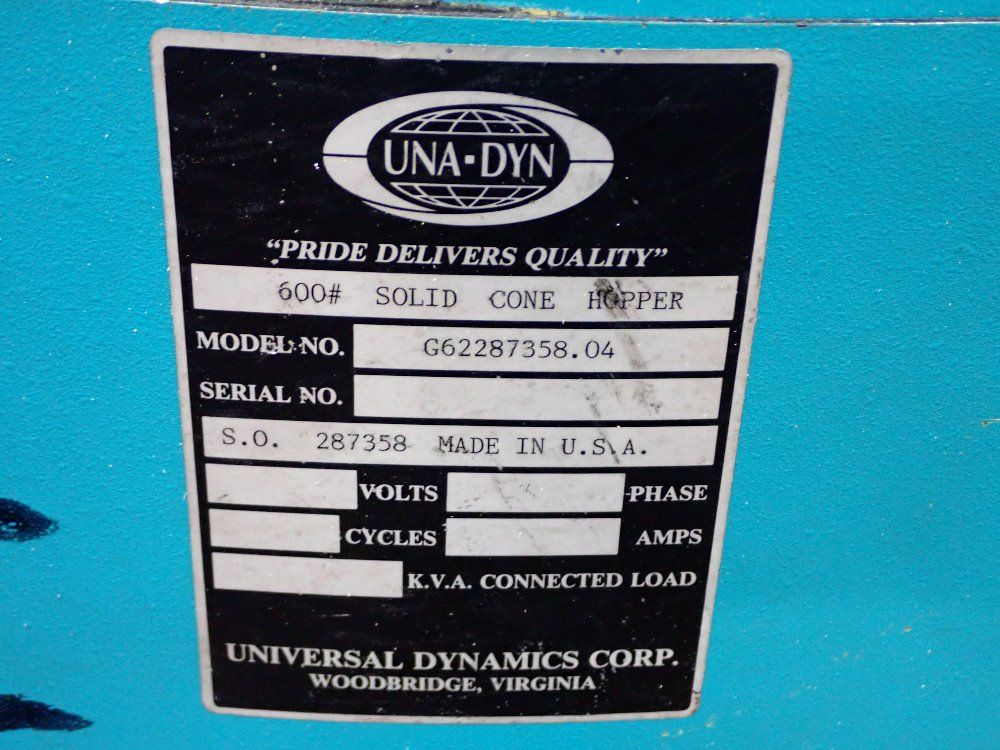 UNA-DYN
"PRIDE DELIVERS QUALITY"
600# SOLID CONE HOPPER
MODEL NO. G62287358.04
SERIAL NO.
S.O. 287358 MADE IN U.S.A.
VOLTS PHASE
CYCLES AMPS
K.V.A. CONNECTED LOAD
UNIVERSAL DYNAMICS CORP.
WOODBRIDGE, VIRGINIA